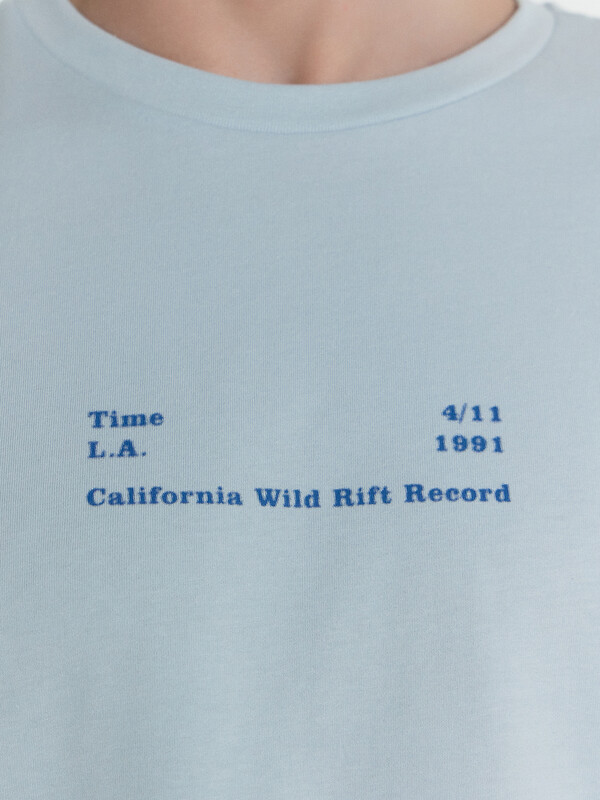 Time 4/11
L.A. 1991
California Wild Rift Record